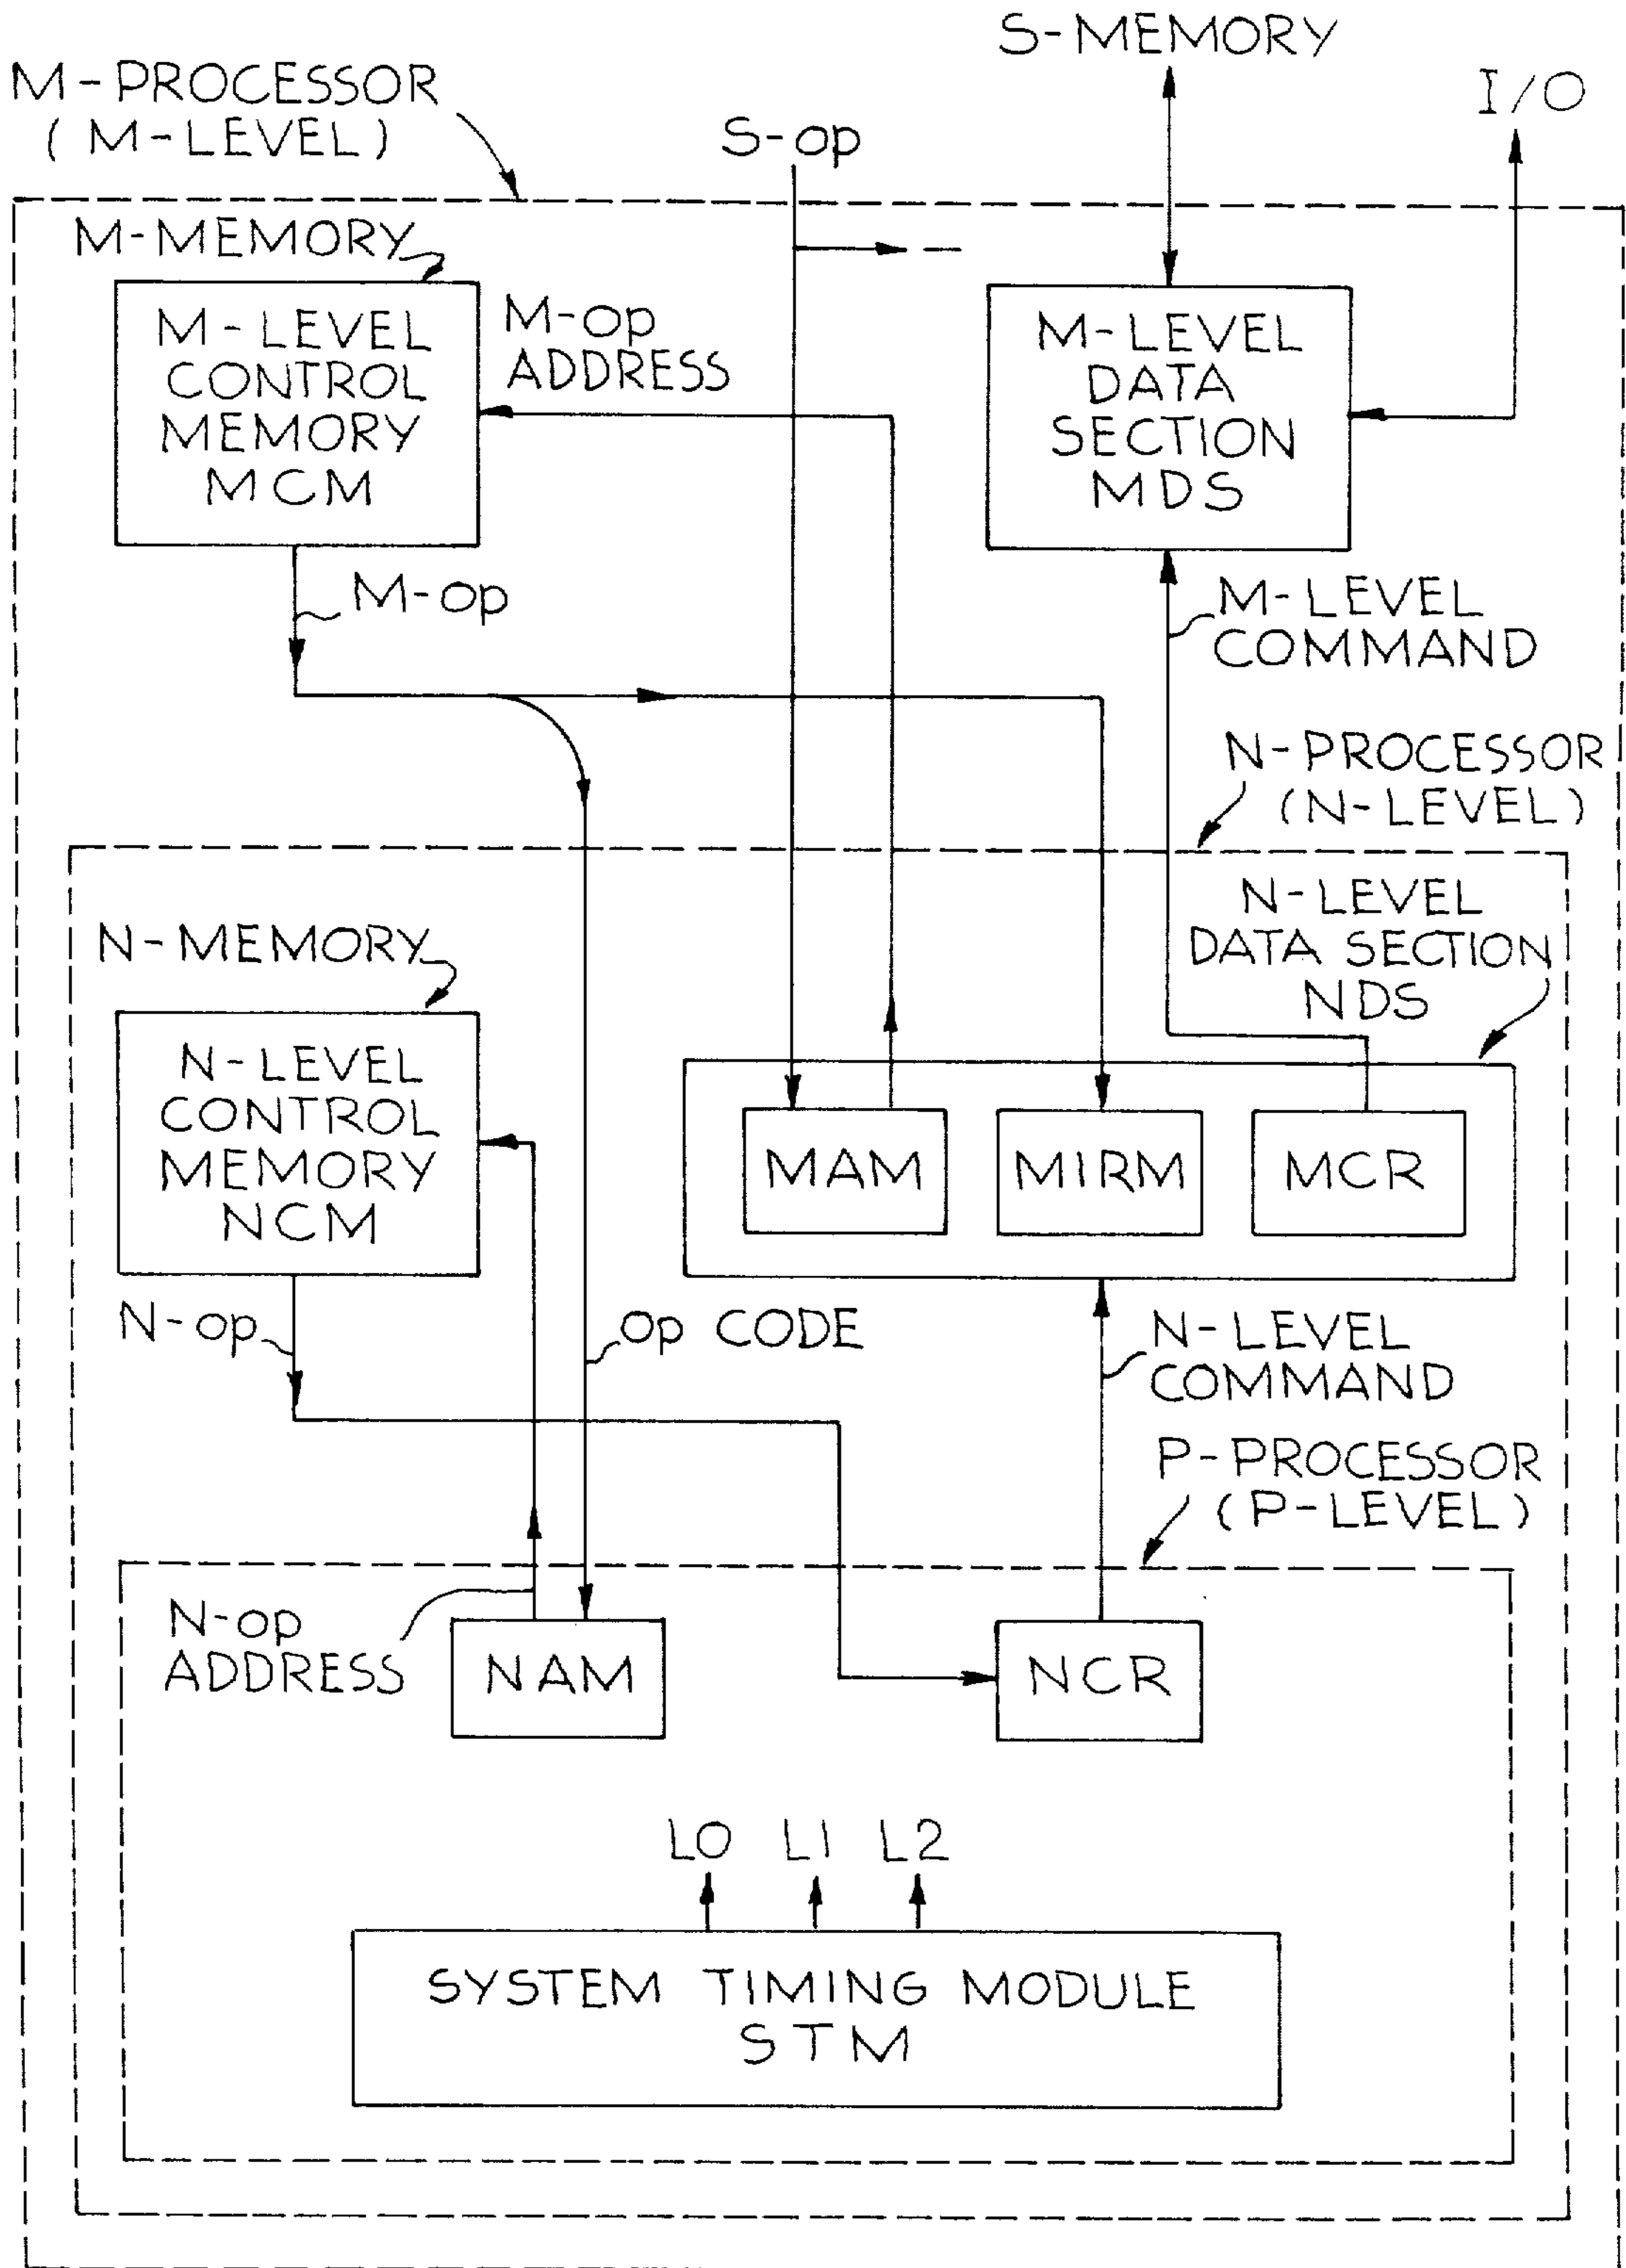 S-MEMORY
M-PROCESSOR
(M-LEVEL)
I/O
S-op
M-MEMORY
M-LEVEL
CONTROL
MEMORY
MCM
M-op
ADDRESS
M-LEVEL
DATA
SECTION
MDS
M-op
M-LEVEL
COMMAND
N-PROCESSOR
(N-LEVEL)
N-LEVEL
DATA SECTION
NDS
N-MEMORY
N-LEVEL
CONTROL
MEMORY
NCM
MAM
MIRM
MCR
N-op
Op CODE
N-LEVEL
COMMAND
P-PROCESSOR
(P-LEVEL)
N-op
ADDRESS
NAM
NCR
L0 L1 L2
SYSTEM TIMING MODULE
STM